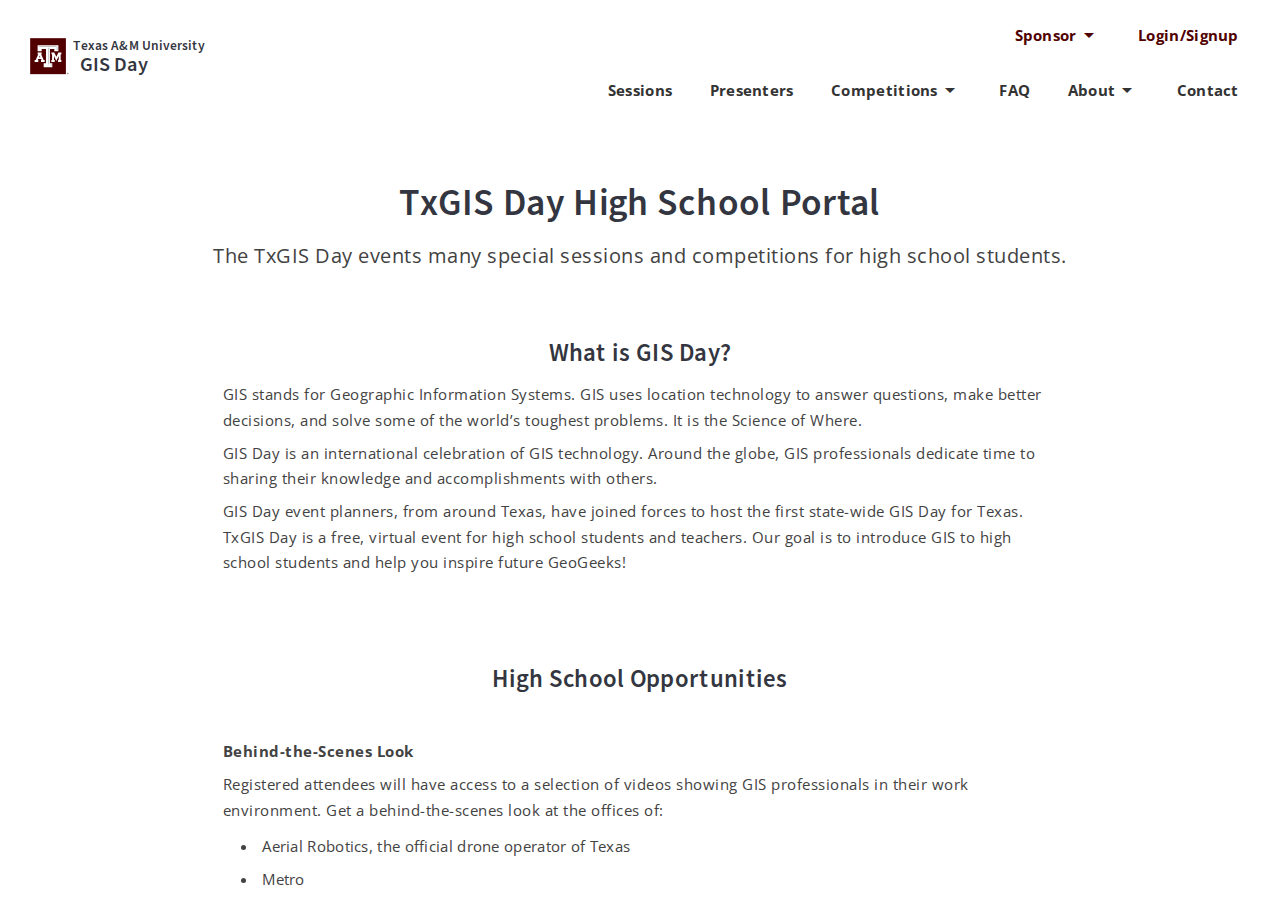 Texas A&M University
GIS Day
Sponsor
Login/Signup
Sessions
Presenters
Competitions
FAQ
About
Contact
TxGIS Day High School Portal
The TxGIS Day events many special sessions and competitions for high school students.
What is GIS Day?
GIS stands for Geographic Information Systems. GIS uses location technology to answer questions, make better
decisions, and solve some of the world’s toughest problems. It is the Science of Where.
GIS Day is an international celebration of GIS technology. Around the globe, GIS professionals dedicate time to
sharing their knowledge and accomplishments with others.
GIS Day event planners, from around Texas, have joined forces to host the first state-wide GIS Day for Texas.
TxGIS Day is a free, virtual event for high school students and teachers. Our goal is to introduce GIS to high
school students and help you inspire future GeoGeeks!
High School Opportunities
Behind-the-Scenes Look
Registered attendees will have access to a selection of videos showing GIS professionals in their work
environment. Get a behind-the-scenes look at the offices of:
• Aerial Robotics, the official drone operator of Texas
• Metro